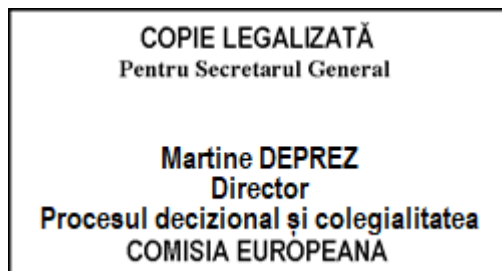 COPIE LEGALIZATĂ
Pentru Secretarul General
Martine DEPREZ
Director
Procesul decizional și colegialitatea
COMISIA EUROPEANA